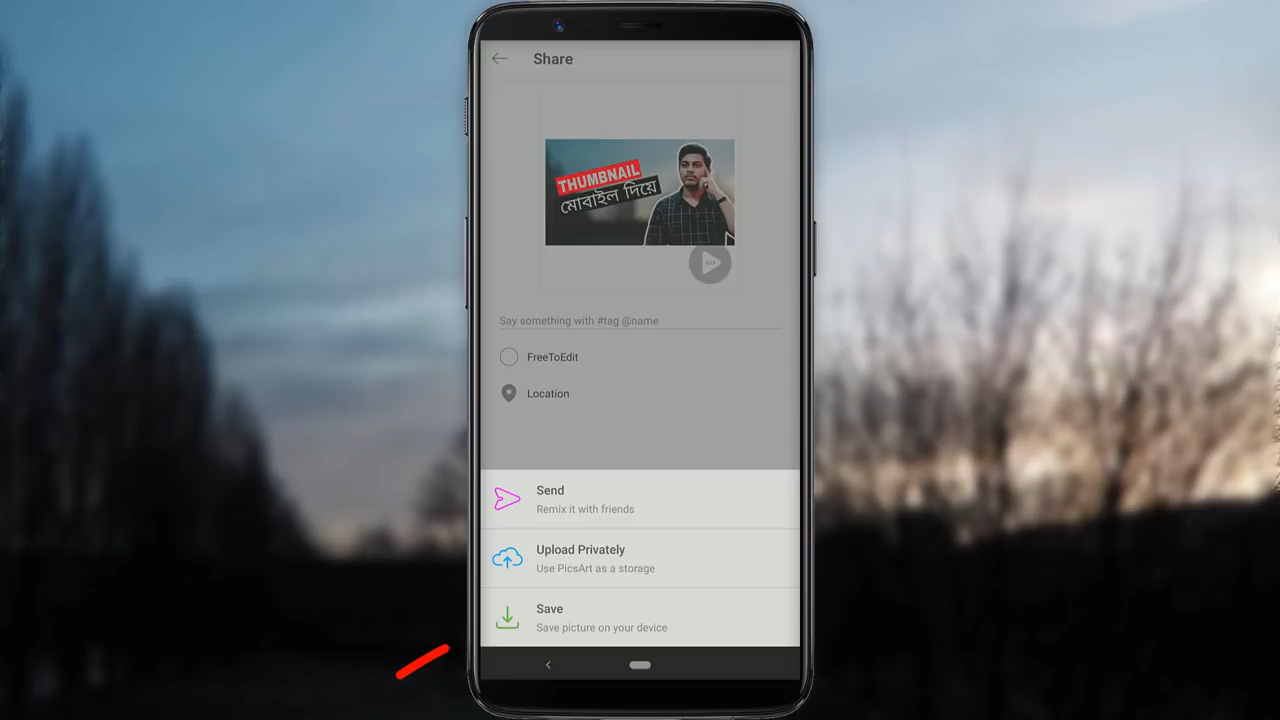 Share
THUMBNAIL
মোবাইল দিয়ে
GIF
Say something with #tag @name
FreeToEdit
Location
Send
Remix it with friends
Upload Privately
Use PicsArt as a storage
Save
Save picture on your device